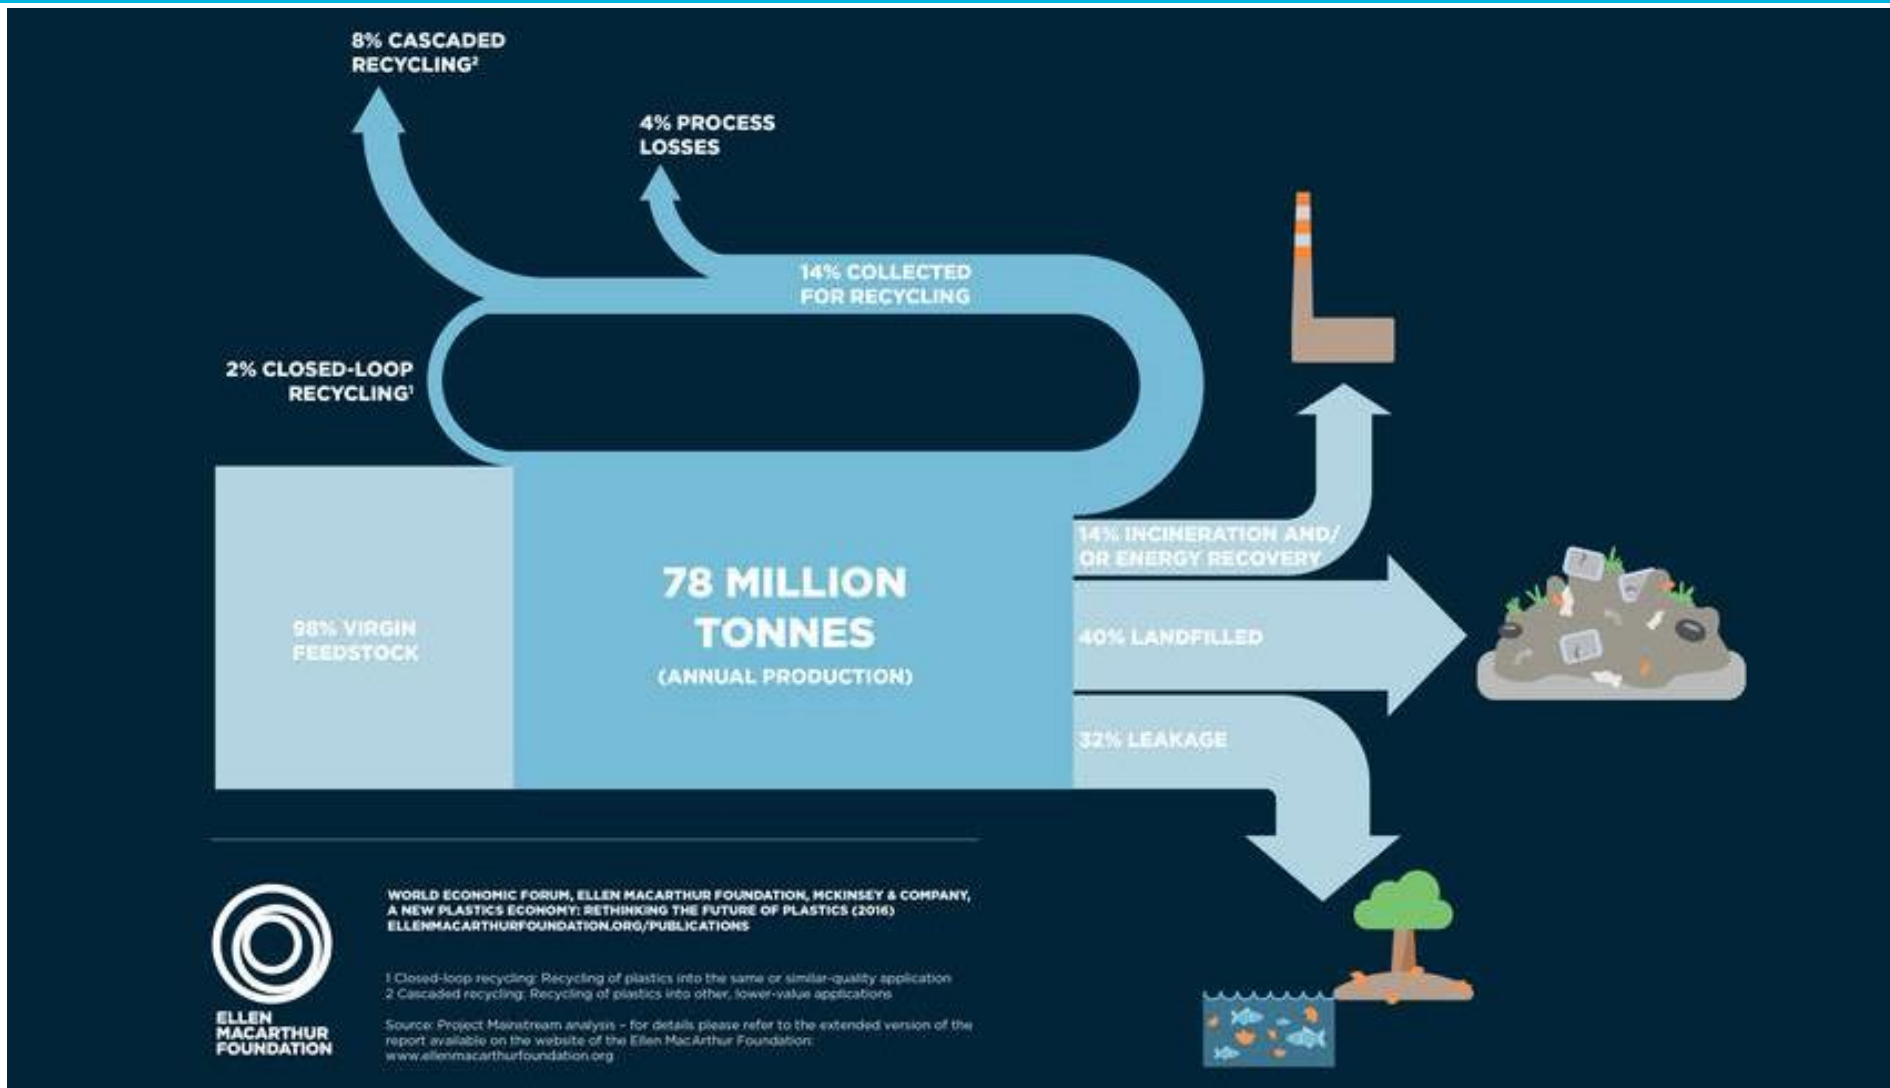 8% CASCADED
RECYCLING²
4% PROCESS
LOSSES
14% COLLECTED
FOR RECYCLING
2% CLOSED-LOOP
RECYCLING¹
14% INCINERATION AND/
OR ENERGY RECOVERY
78 MILLION
TONNES
(ANNUAL PRODUCTION)
98% VIRGIN
FEEDSTOCK
40% LANDFILLED
32% LEAKAGE
WORLD ECONOMIC FORUM, ELLEN MACARTHUR FOUNDATION, MCKINSEY & COMPANY,
A NEW PLASTICS ECONOMY: RETHINKING THE FUTURE OF PLASTICS (2016)
ELLENMACARTHURFOUNDATION.ORG/PUBLICATIONS
1 Closed-loop recycling: Recycling of plastics into the same or similar-quality application
2 Cascaded recycling: Recycling of plastics into other, lower-value applications
Source: Project Mainstream analysis – for details please refer to the extended version of the
report available on the website of the Ellen MacArthur Foundation:
www.ellenmacarthurfoundation.org
ELLEN
MACARTHUR
FOUNDATION